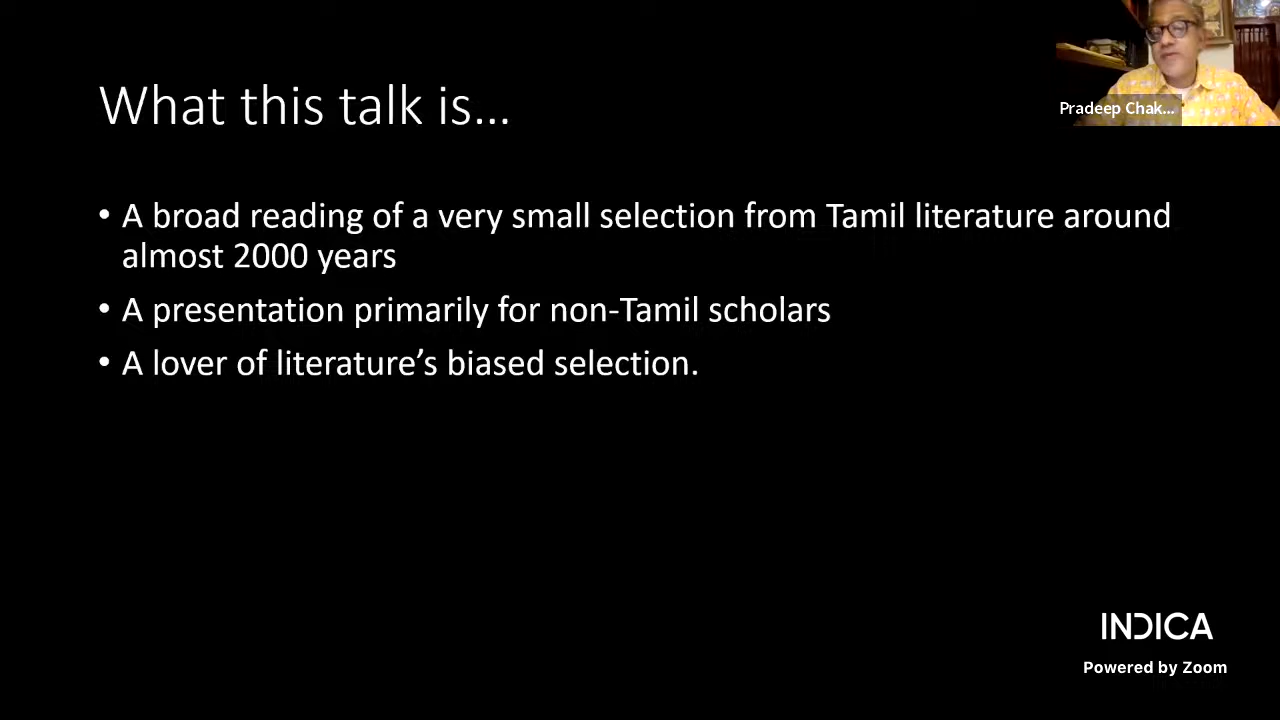 What this talk is...
Pradeep Chak...
• A broad reading of a very small selection from Tamil literature around
almost 2000 years
• A presentation primarily for non-Tamil scholars
• A lover of literature’s biased selection.
INDICA
Powered by Zoom